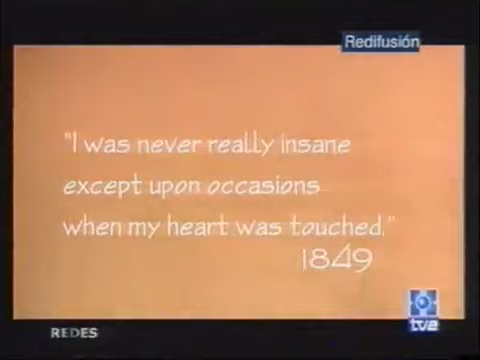 Redifusión
"I was never really insane
except upon occasions
when my heart was touched."
1849
tve
REDES